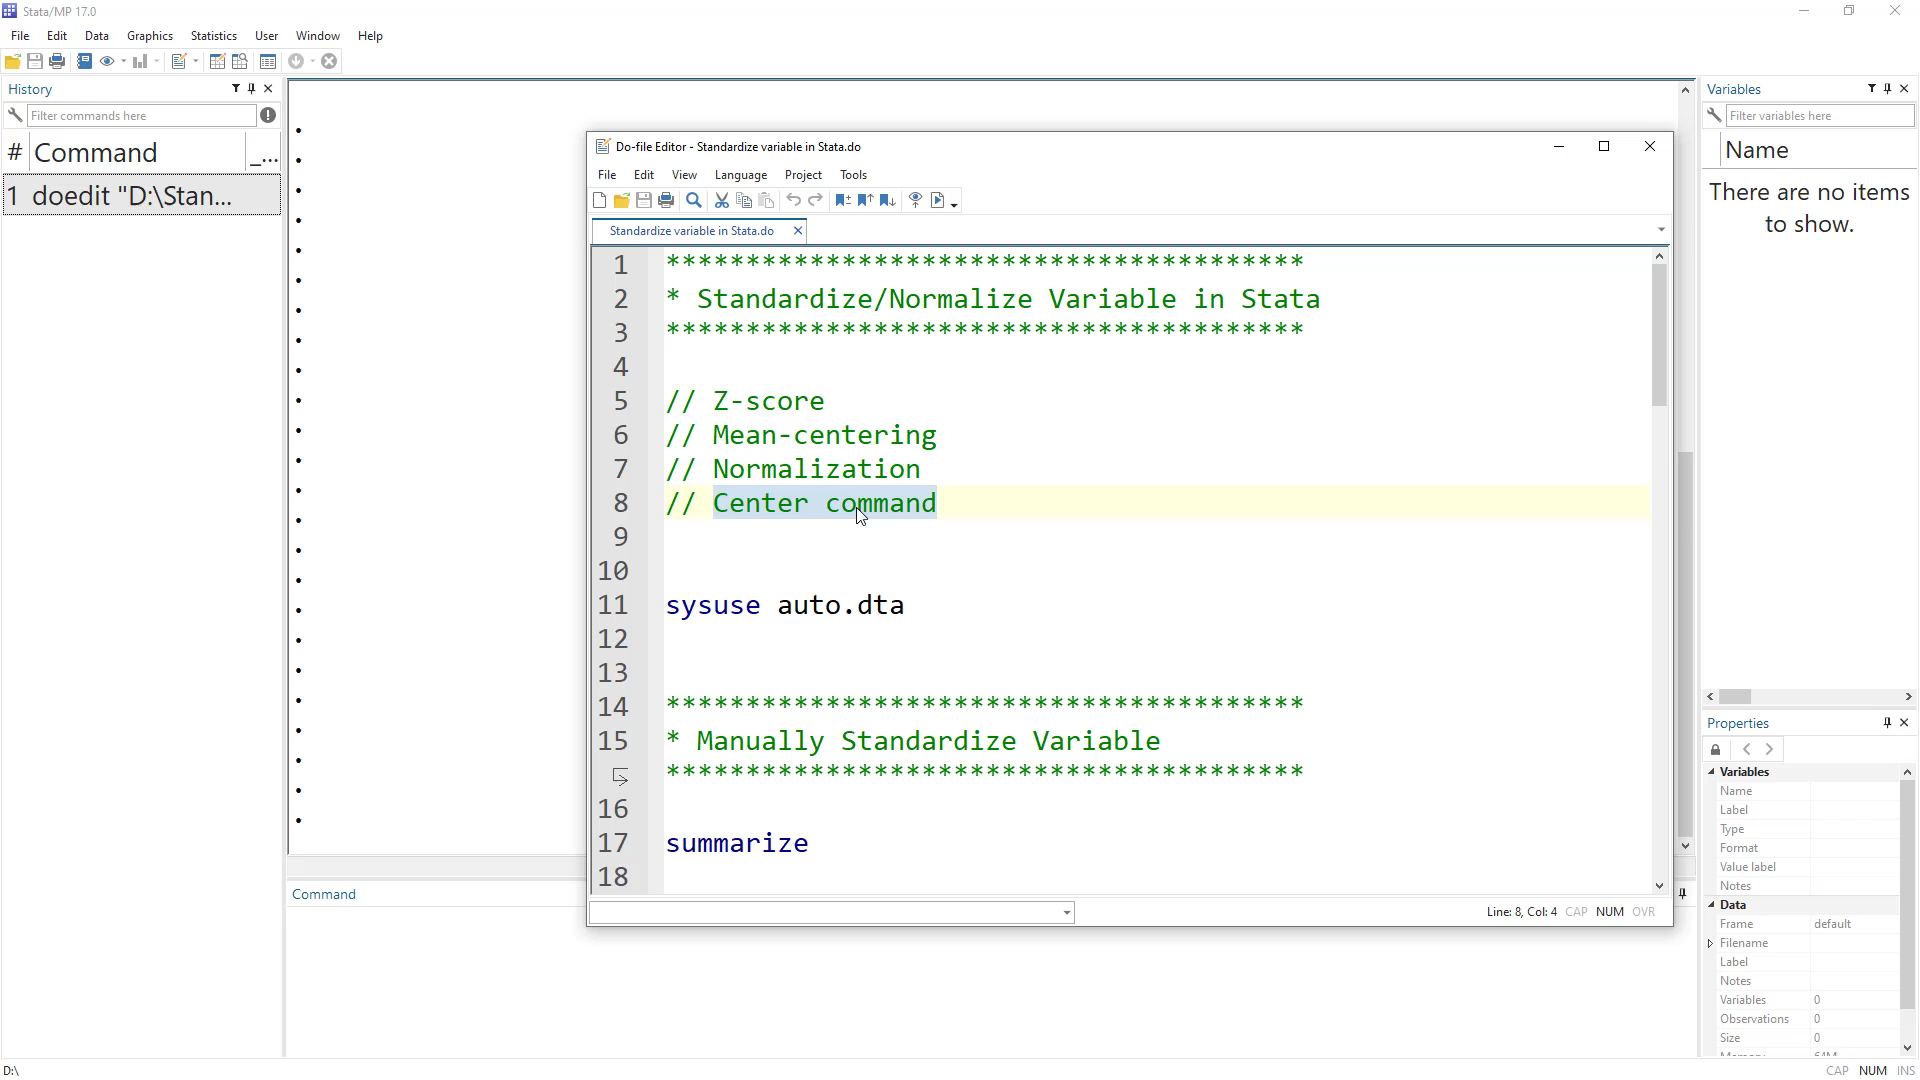 Stata/MP 17.0
File Edit Data Graphics Statistics User Window Help
History
Filter commands here
# Command _...
1 doedit "D:\Stan...
Do-file Editor - Standardize variable in Stata.do
File Edit View Language Project Tools
Standardize variable in Stata.do
1 ****************************************
2 * Standardize/Normalize Variable in Stata
3 ****************************************
4
5 // Z-score
6 // Mean-centering
7 // Normalization
8 // Center command
9
10
11 sysuse auto.dta
12
13
14 ****************************************
15 * Manually Standardize Variable
****************************************
16
17 summarize
18
Line: 8, Col: 4 CAP NUM OVR
Command
Variables
Filter variables here
Name
There are no items
to show.
Properties
Variables
Name
Label
Type
Format
Value label
Notes
Data
Frame default
Filename
Label
Notes
Variables 0
Observations 0
Size 0
Memory 64M
D:\
CAP NUM INS